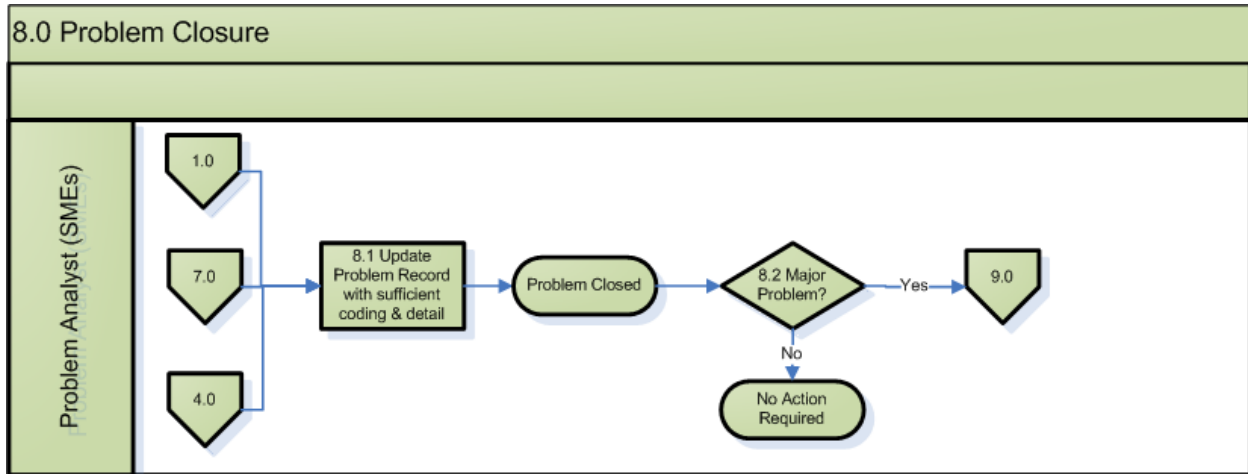 8.0 Problem Closure
Problem Analyst (SMEs)
1.0
7.0
4.0
8.1 Update
Problem Record
with sufficient
coding & detail
Problem Closed
8.2 Major
Problem?
Yes
9.0
No
No Action
Required